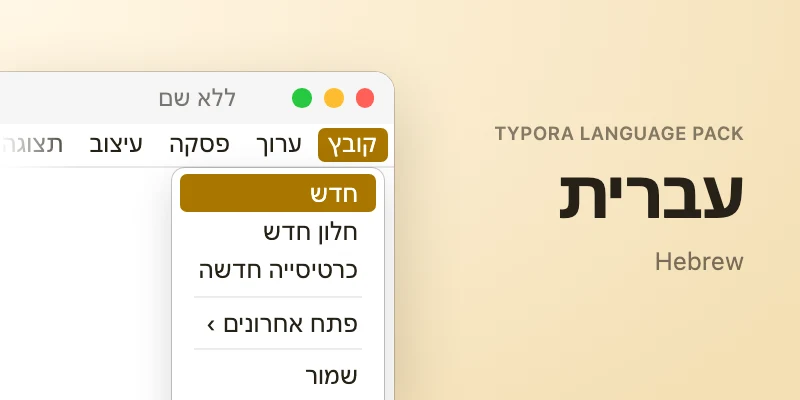 ללא שם
קובץ ערוך פסקה עיצוב תצוגה
חדש
חלון חדש
כרטיסייה חדשה
פתח אחרונים ›
שמור
TYPORA LANGUAGE PACK
עברית
Hebrew